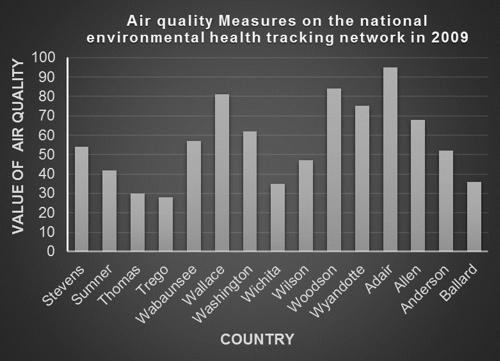 Air quality Measures on the national
environmental health tracking network in 2009
VALUE OF AIR QUALITY
100
90
80
70
60
50
40
30
20
10
0
Stevens
Sumner
Thomas
Trego
Wabaunsee
Wallace
Washington
Wichita
Wilson
Woodson
Wyandotte
Adair
Allen
Anderson
Ballard
COUNTRY